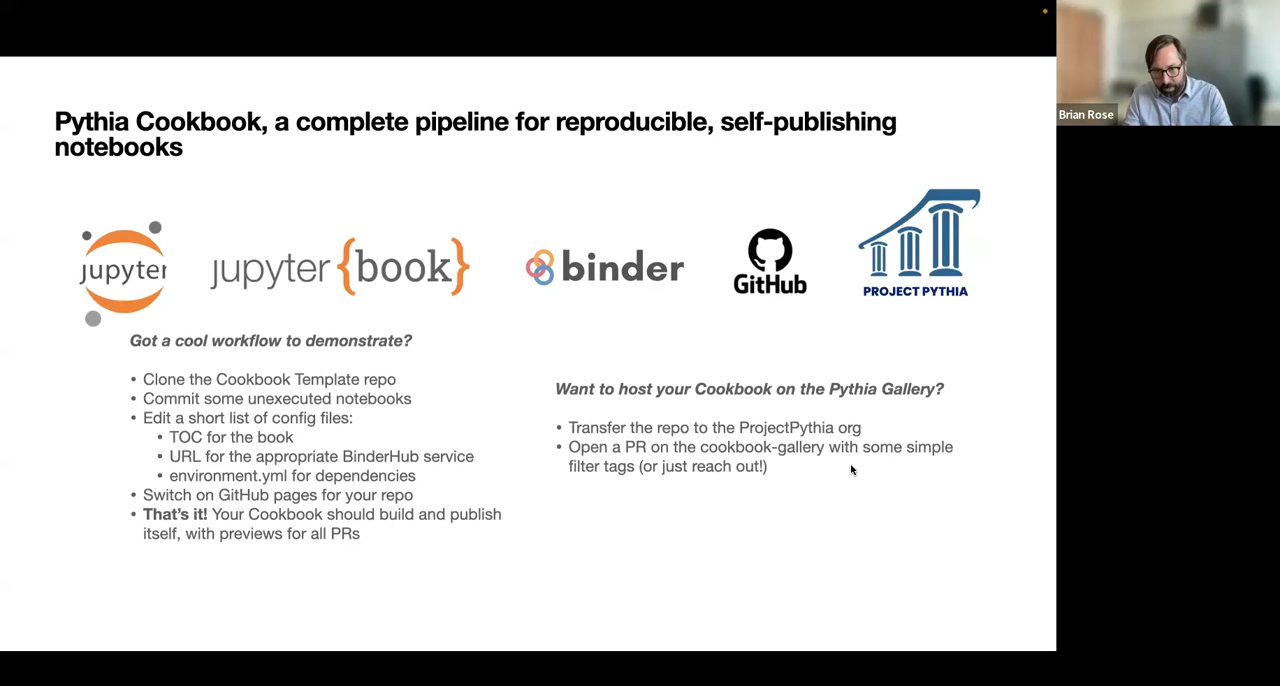 Pythia Cookbook, a complete pipeline for reproducible, self-publishing
notebooks
jupyter
jupyter {book}
binder
GitHub
PROJECT PYTHIA
Got a cool workflow to demonstrate?
• Clone the Cookbook Template repo
• Commit some unexecuted notebooks
• Edit a short list of config files:
• TOC for the book
• URL for the appropriate BinderHub service
• environment.yml for dependencies
• Switch on GitHub pages for your repo
• That's it! Your Cookbook should build and publish
itself, with previews for all PRs
Want to host your Cookbook on the Pythia Gallery?
• Transfer the repo to the ProjectPythia org
• Open a PR on the cookbook-gallery with some simple
filter tags (or just reach out!)
Brian Rose